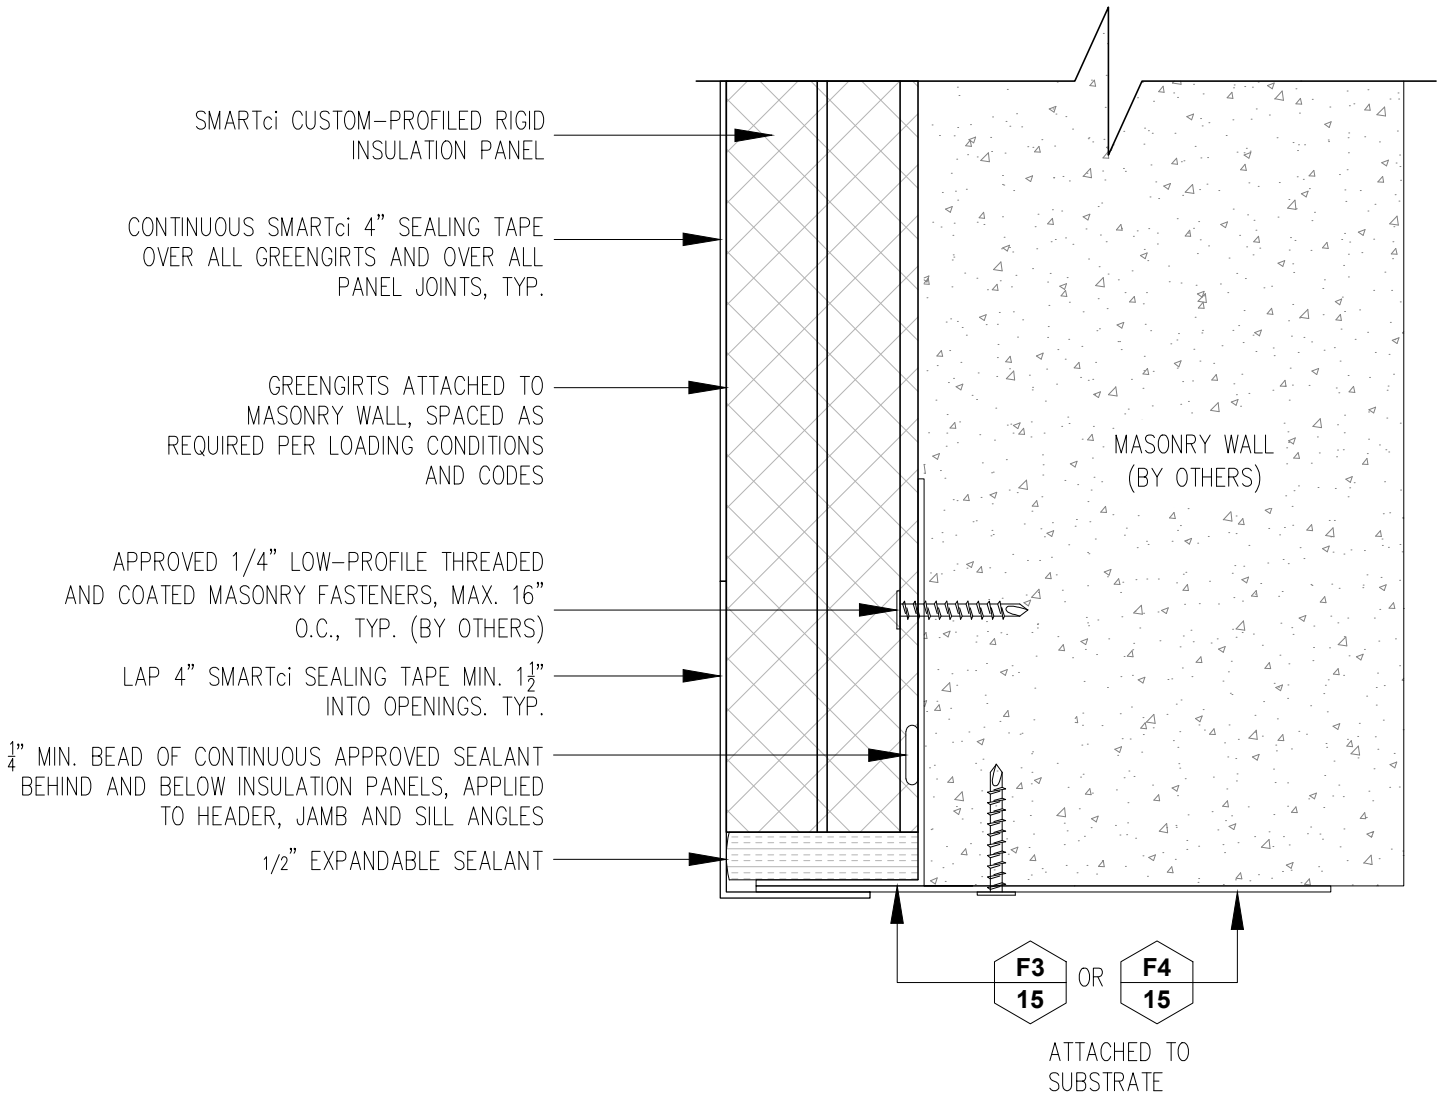 SMARTci CUSTOM-PROFILED RIGID
INSULATION PANEL
CONTINUOUS SMARTci 4" SEALING TAPE
OVER ALL GREENGIRTS AND OVER ALL
PANEL JOINTS, TYP.
GREENGIRTS ATTACHED TO
MASONRY WALL, SPACED AS
REQUIRED PER LOADING CONDITIONS
AND CODES
MASONRY WALL
(BY OTHERS)
APPROVED 1/4" LOW-PROFILE THREADED
AND COATED MASONRY FASTENERS, MAX. 16"
O.C., TYP. (BY OTHERS)
LAP 4" SMARTci SEALING TAPE MIN. 1½"
INTO OPENINGS. TYP.
¼" MIN. BEAD OF CONTINUOUS APPROVED SEALANT
BEHIND AND BELOW INSULATION PANELS, APPLIED
TO HEADER, JAMB AND SILL ANGLES
1/2" EXPANDABLE SEALANT
F3
15
OR
F4
15
ATTACHED TO
SUBSTRATE